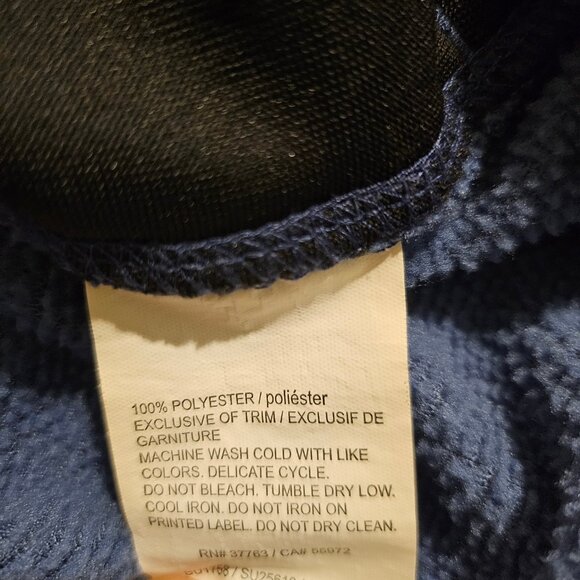 100% POLYESTER / poliéster
EXCLUSIVE OF TRIM / EXCLUSIF DE
GARNITURE
MACHINE WASH COLD WITH LIKE
COLORS. DELICATE CYCLE.
DO NOT BLEACH. TUMBLE DRY LOW.
COOL IRON. DO NOT IRON ON
PRINTED LABEL. DO NOT DRY CLEAN.
RN# 37763 / CA#